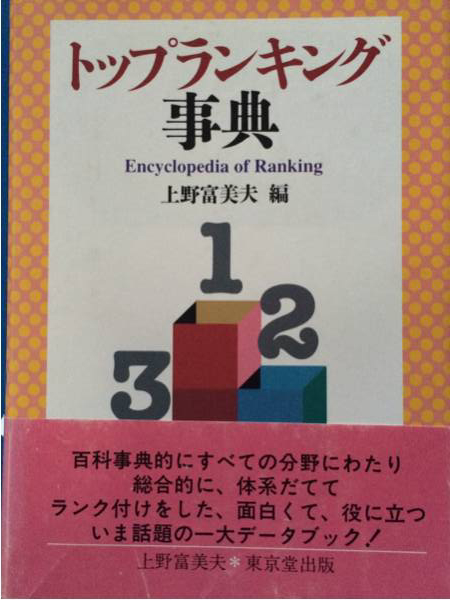 トップランキング
事典
Encyclopedia of Ranking
上野富美夫 編
1
2
3
百科事典的にすべての分野にわたり
総合的に、体系だてて
ランク付けをした、面白くて、役に立つ
いま話題の一大データブック!
上野富美夫*東京堂出版